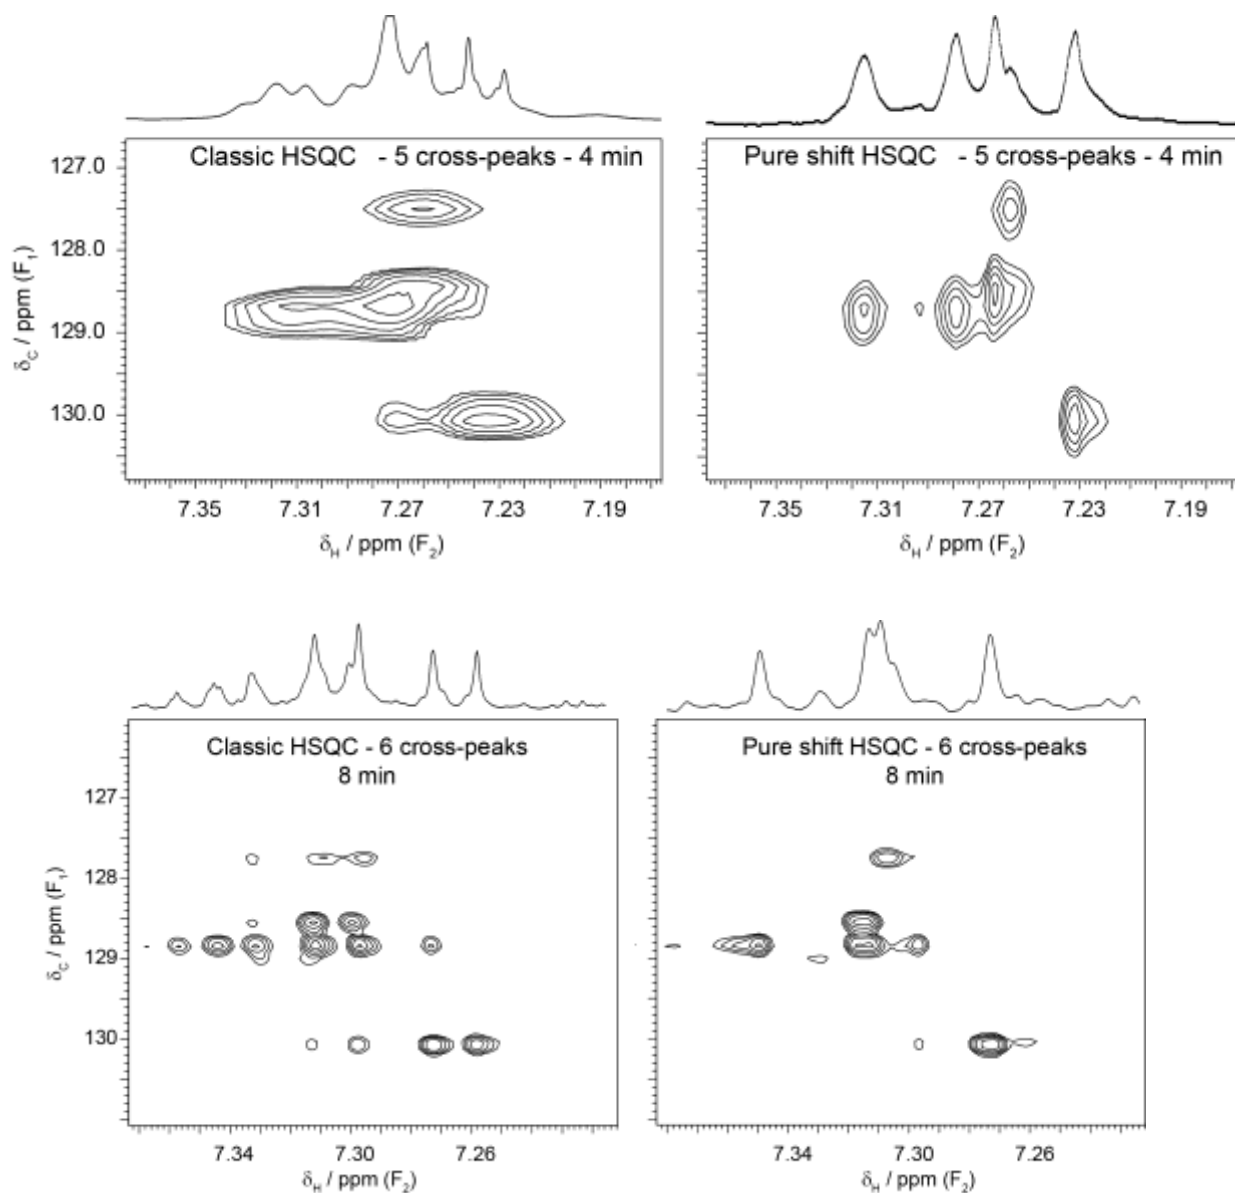 Classic HSQC - 5 cross-peaks - 4 min
127.0
128.0
129.0
130.0
δC / ppm (F1)
7.35 7.31 7.27 7.23 7.19
δH / ppm (F2)
Pure shift HSQC - 5 cross-peaks - 4 min
7.35 7.31 7.27 7.23 7.19
δH / ppm (F2)
Classic HSQC - 6 cross-peaks
8 min
127
128
129
130
δC / ppm (F1)
7.34 7.30 7.26
δH / ppm (F2)
Pure shift HSQC - 6 cross-peaks
8 min
7.34 7.30 7.26
δH / ppm (F2)